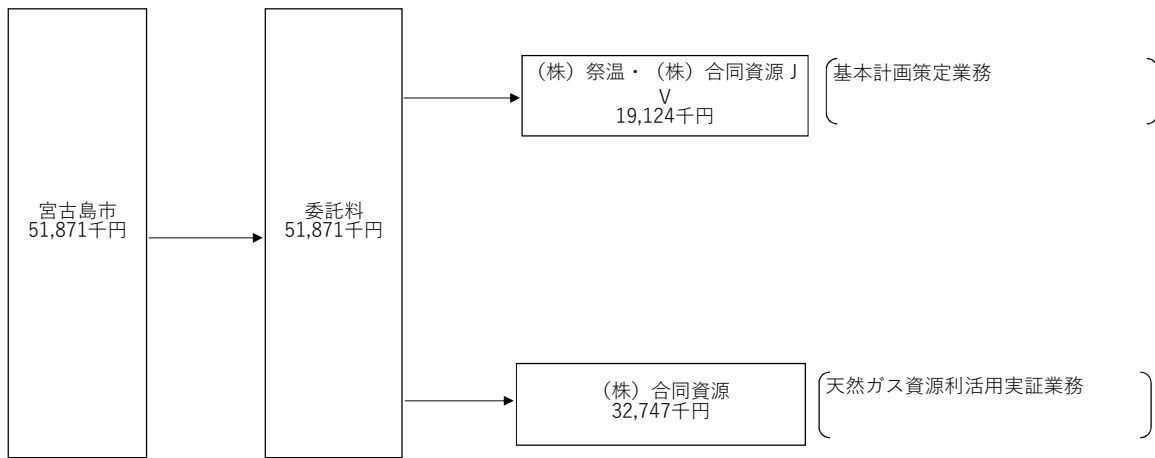 宮古島市
51,871千円
委託料
51,871千円
（株）祭温・（株）合同資源Ｊ
Ｖ
19,124千円
基本計画策定業務
（株）合同資源
32,747千円
天然ガス資源利活用実証業務